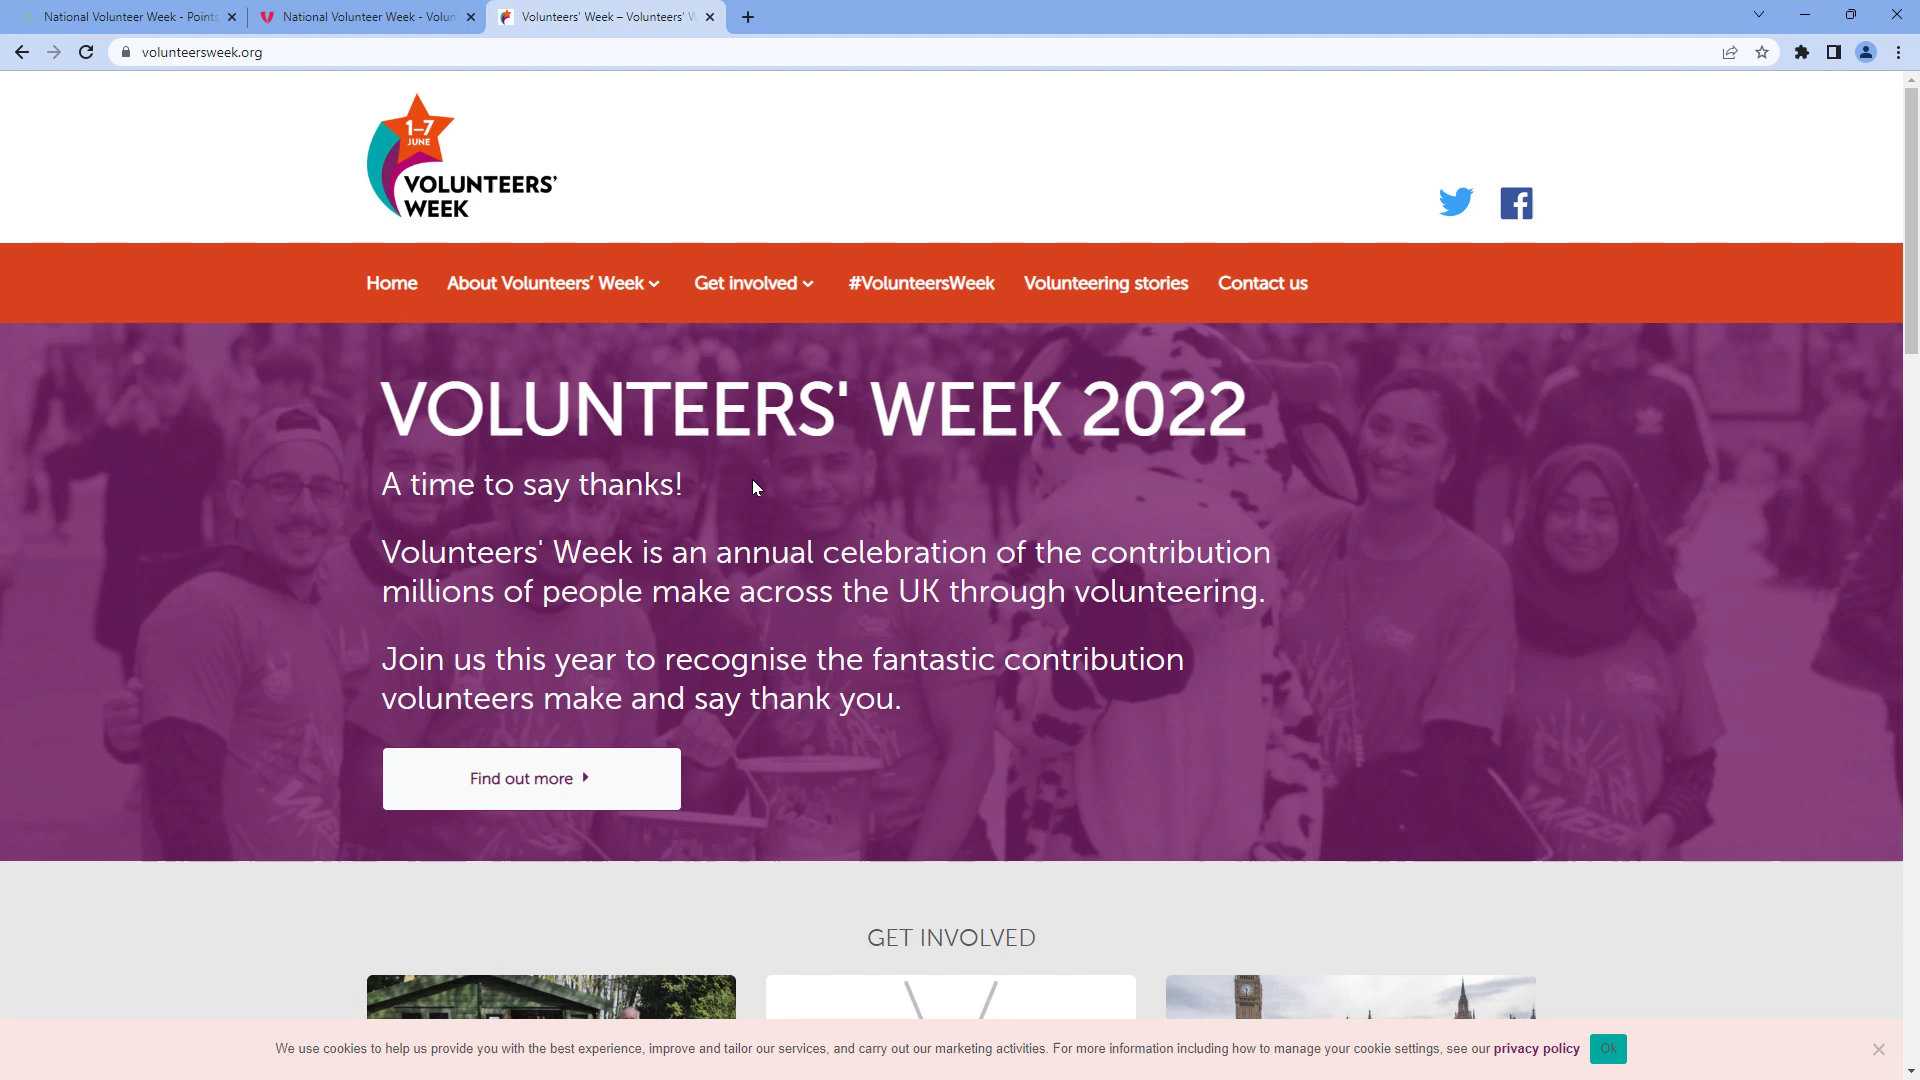 National Volunteer Week - Points
National Volunteer Week - Volun
Volunteers' Week – Volunteers' W
volunteersweek.org
1–7
JUNE
VOLUNTEERS'
WEEK
Home
About Volunteers' Week
Get involved
#VolunteersWeek
Volunteering stories
Contact us
VOLUNTEERS' WEEK 2022
A time to say thanks!
Volunteers' Week is an annual celebration of the contribution
millions of people make across the UK through volunteering.
Join us this year to recognise the fantastic contribution
volunteers make and say thank you.
Find out more
GET INVOLVED
We use cookies to help us provide you with the best experience, improve and tailor our services, and carry out our marketing activities. For more information including how to manage your cookie settings, see our privacy policy
Ok